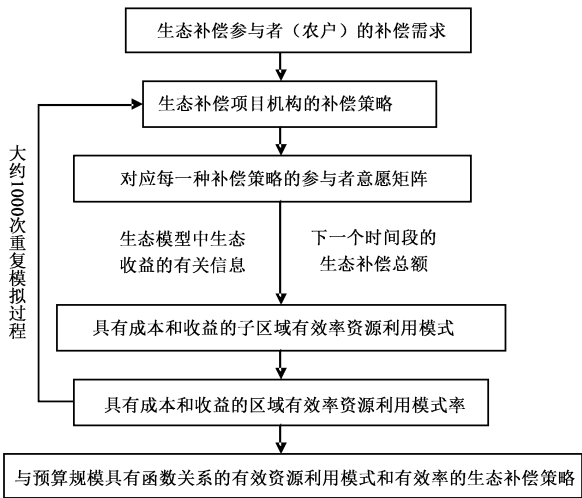 生态补偿参与者（农户）的补偿需求
生态补偿项目机构的补偿策略
对应每一种补偿策略的参与者意愿矩阵
生态模型中生态
收益的有关信息
下一个时间段的
生态补偿总额
大约1000次重复模拟过程
具有成本和收益的子区域有效率资源利用模式
具有成本和收益的区域有效率资源利用模式率
与预算规模具有函数关系的有效资源利用模式和有效率的生态补偿策略